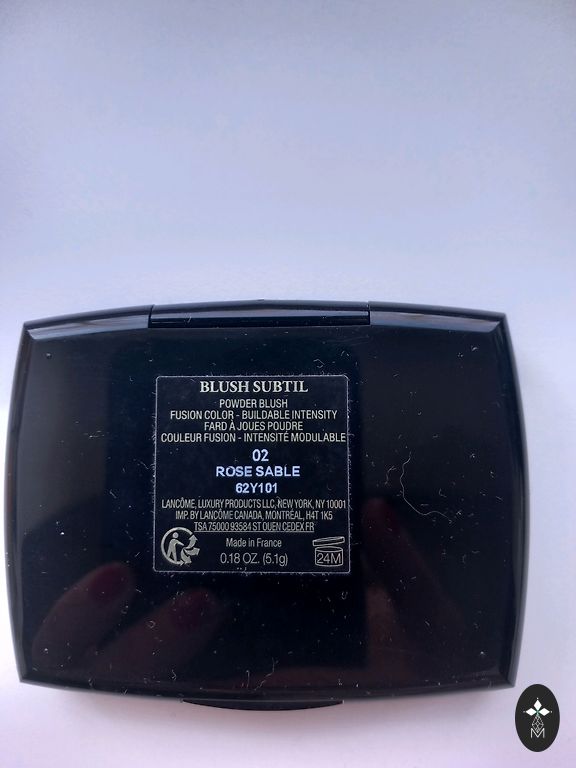 BLUSH SUBTIL
POWDER BLUSH
FUSION COLOR - BUILDABLE INTENSITY
FARD À JOUES POUDRE
COULEUR FUSION - INTENSITÉ MODULABLE
02
ROSE SABLE
62Y101
LANCÔME, LUXURY PRODUCTS LLC, NEW YORK, NY 10001
IMP. BY LANCÔME CANADA, MONTRÉAL, H4T 1K5
TSA 75000 93584 ST OUEN CEDEX FR
Made in France
0.18 OZ. (5.1g)
24M
M